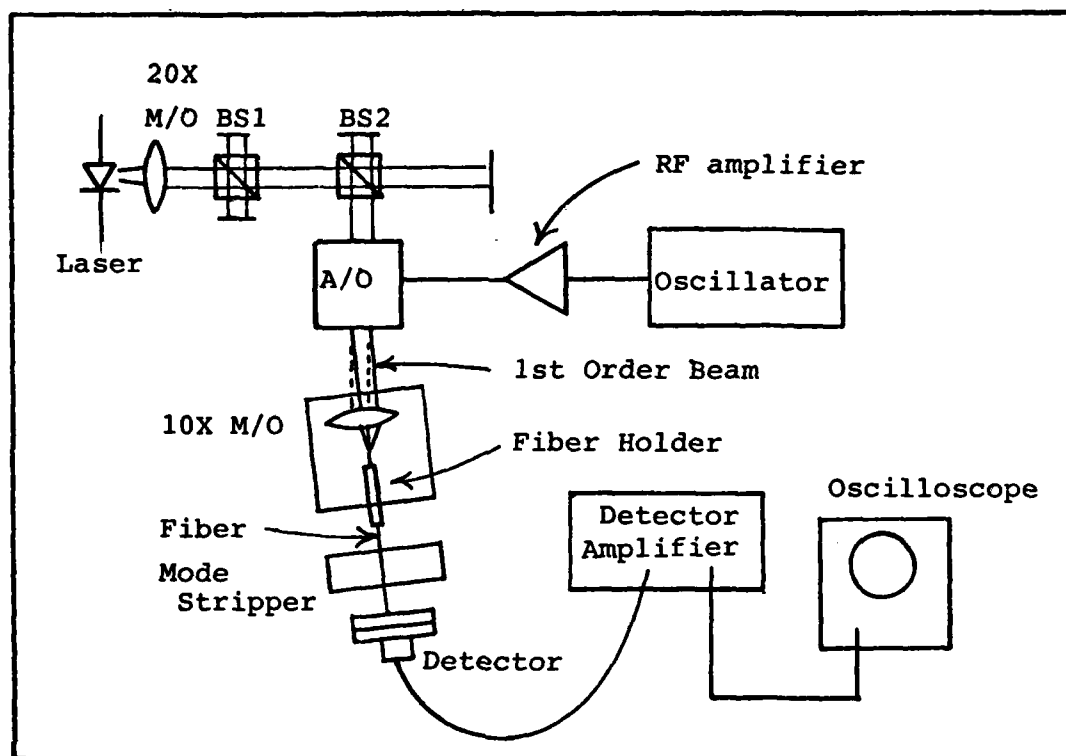 20X
M/O BS1 BS2
RF amplifier
Laser
A/O
Oscillator
1st Order Beam
10X M/O
Fiber Holder
Oscilloscope
Fiber
Detector
Amplifier
Mode
Stripper
Detector